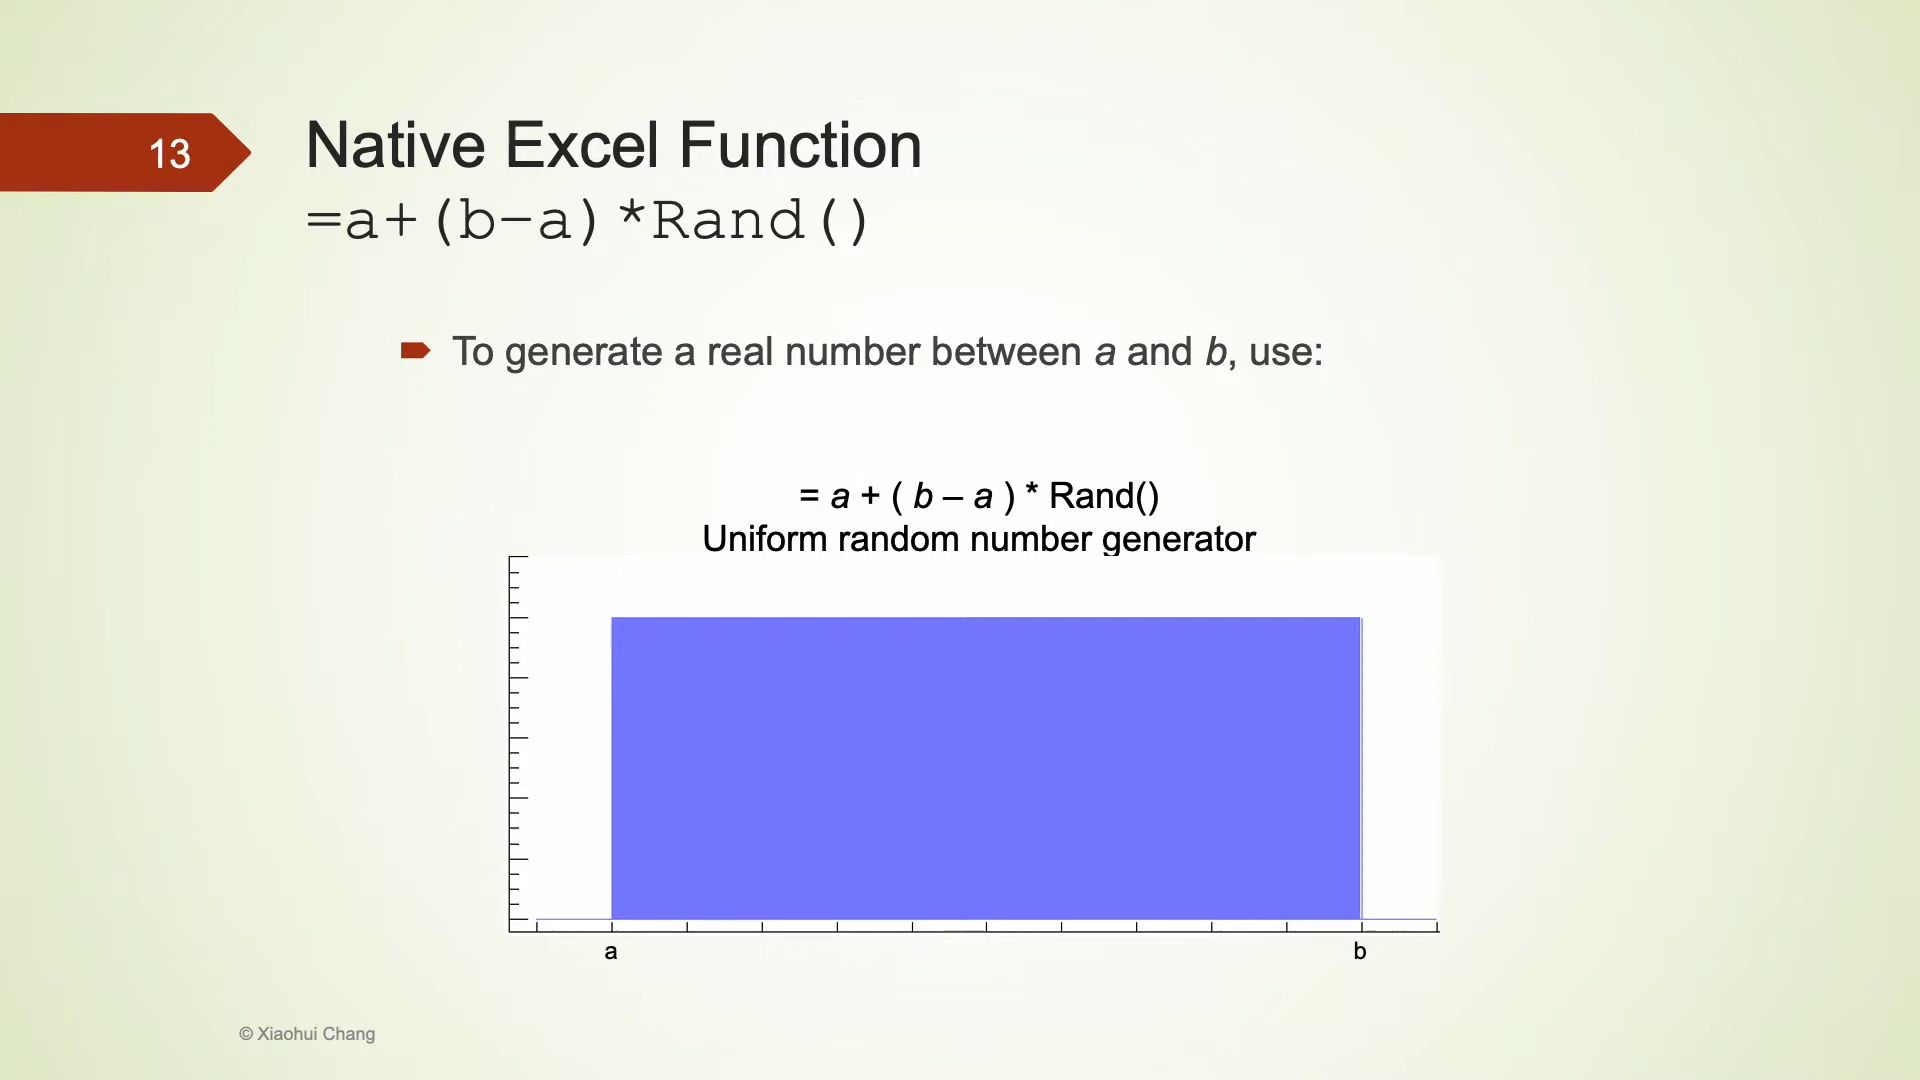 13
Native Excel Function
=a+(b-a)*Rand()
To generate a real number between a and b, use:
= a + ( b – a ) * Rand()
Uniform random number generator
a
b
© Xiaohui Chang